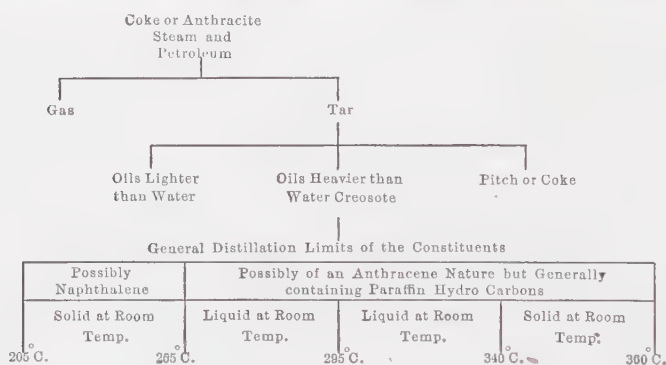 Coke or Anthracite
Steam and
Petroleum
Gas
Tar
Oils Lighter
than Water
Oils Heavier than
Water Creosote
Pitch or Coke
General Distillation Limits of the Constituents
Possibly
Naphthalene
Possibly of an Anthracene Nature but Generally
containing Paraffin Hydro Carbons
Solid at Room
Temp.
Liquid at Room
Temp.
Liquid at Room
Temp.
Solid at Room
Temp.
205° C. 265° C. 295° C. 340° C. 360° C.